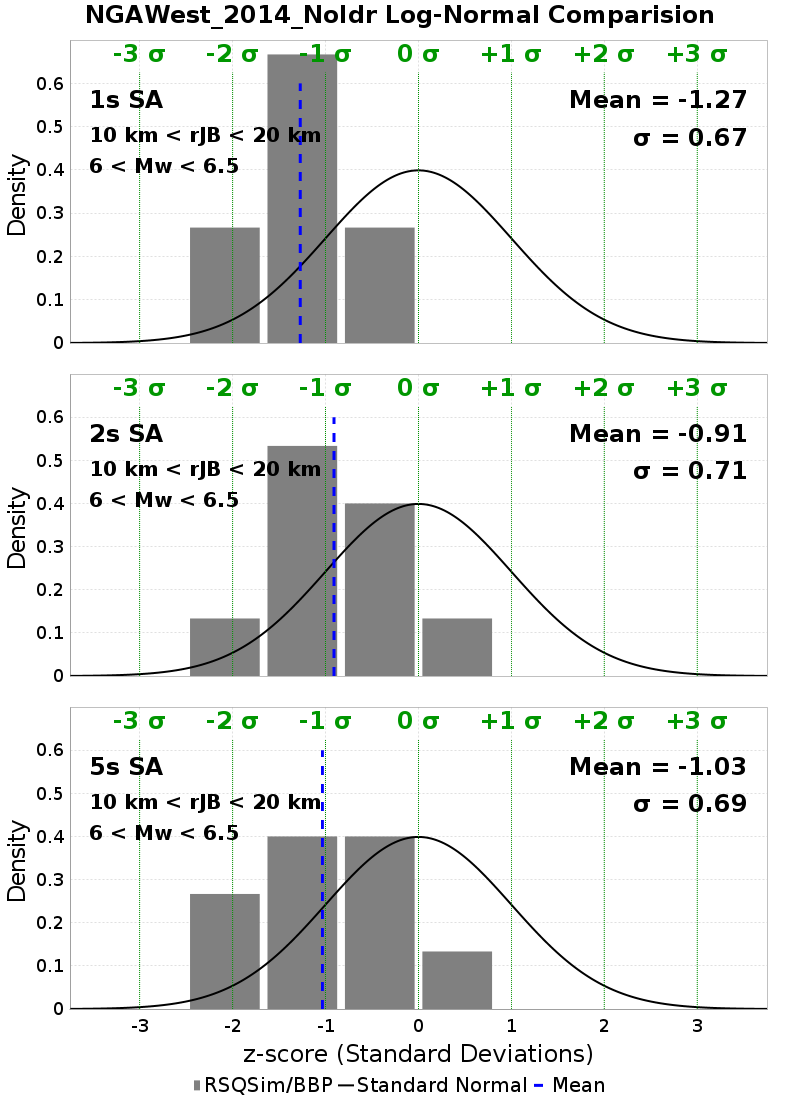 NGAWest_2014_NoIdr Log-Normal Comparision
-3 σ -2 σ -1 σ 0 σ +1 σ +2 σ +3 σ
1s SA
Mean = -1.27
10 km < rJB < 20 km
σ = 0.67
6 < Mw < 6.5
0.6
0.5
0.4
0.3
0.2
0.1
0
Density
-3 σ -2 σ -1 σ 0 σ +1 σ +2 σ +3 σ
2s SA
Mean = -0.91
10 km < rJB < 20 km
σ = 0.71
6 < Mw < 6.5
0.6
0.5
0.4
0.3
0.2
0.1
0
Density
-3 σ -2 σ -1 σ 0 σ +1 σ +2 σ +3 σ
5s SA
Mean = -1.03
10 km < rJB < 20 km
σ = 0.69
6 < Mw < 6.5
0.6
0.5
0.4
0.3
0.2
0.1
0
Density
-3 -2 -1 0 1 2 3
z-score (Standard Deviations)
RSQSim/BBP Standard Normal Mean